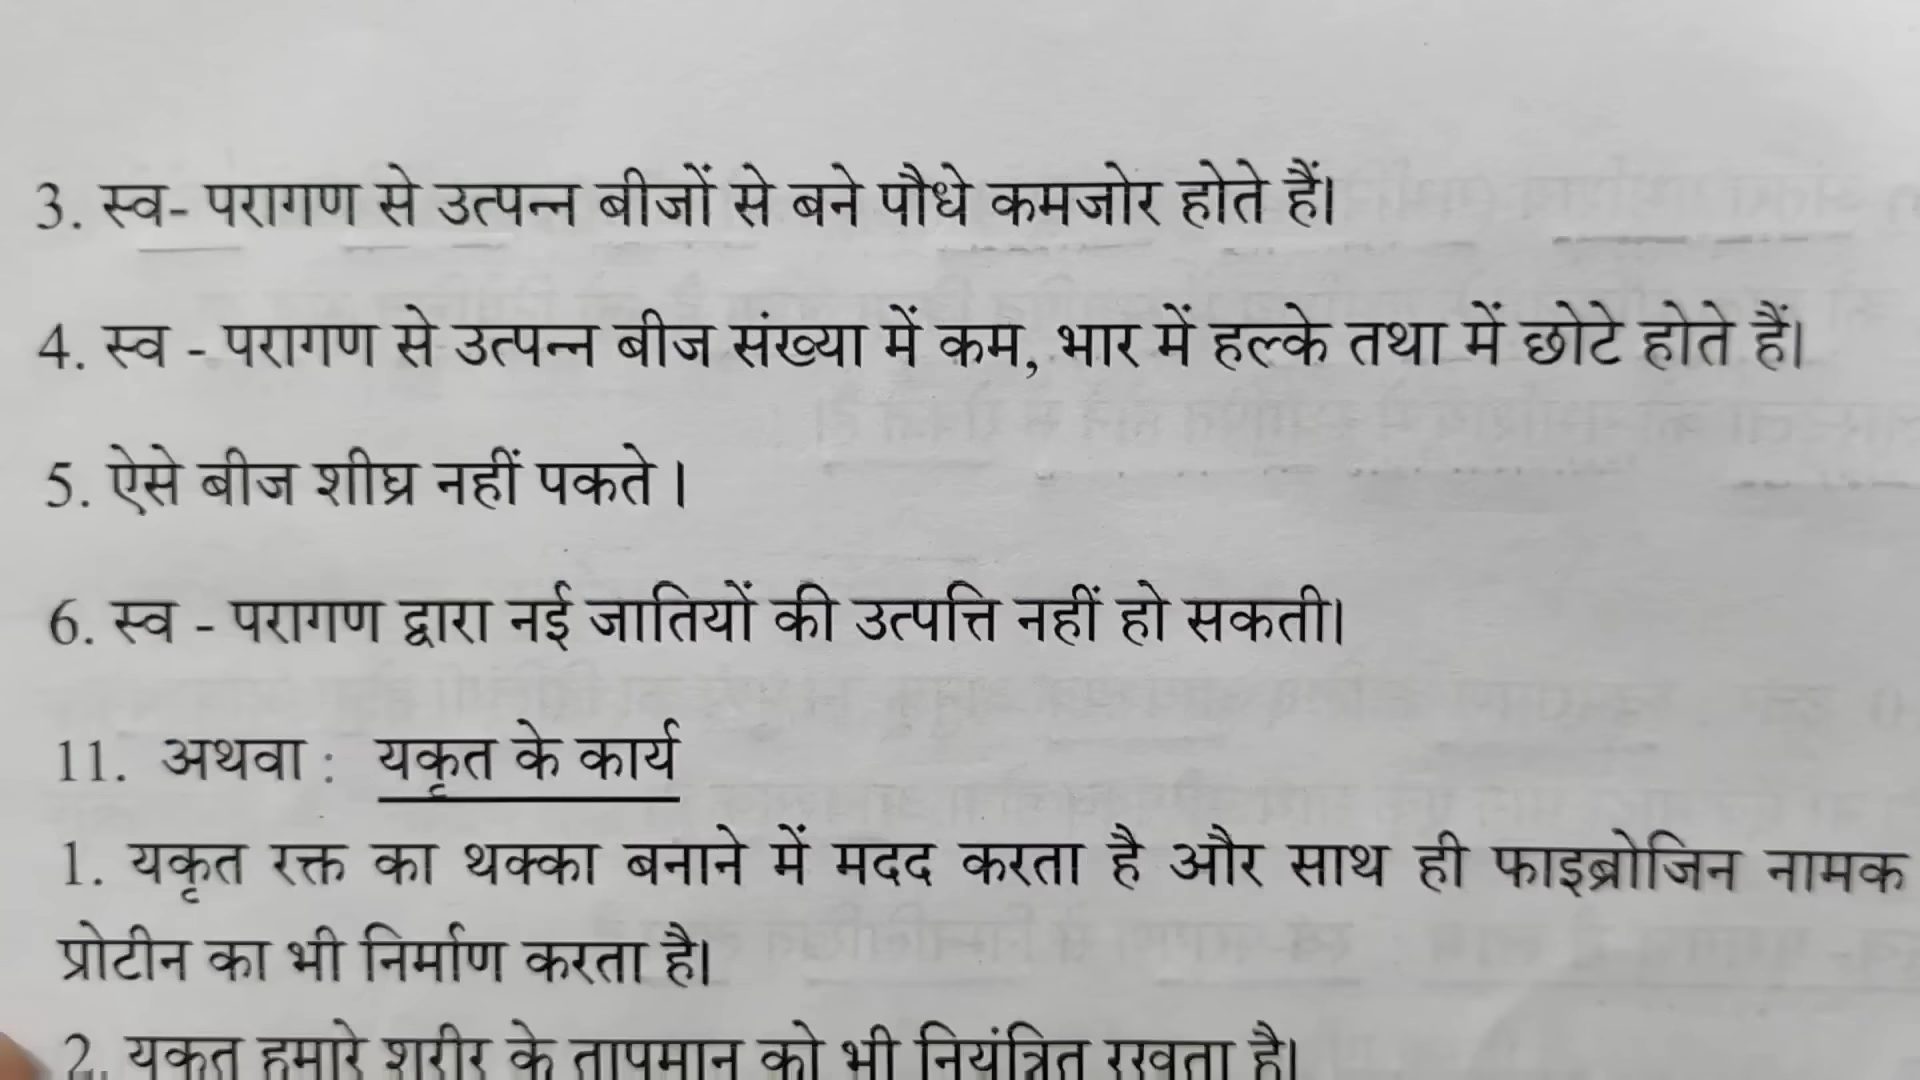 3. स्व- परागण से उत्पन्न बीजों से बने पौधे कमजोर होते हैं।
4. स्व - परागण से उत्पन्न बीज संख्या में कम, भार में हल्के तथा में छोटे होते हैं।
5. ऐसे बीज शीघ्र नहीं पकते ।
6. स्व - परागण द्वारा नई जातियों की उत्पत्ति नहीं हो सकती।
11. अथवा : यकृत के कार्य
1. यकृत रक्त का थक्का बनाने में मदद करता है और साथ ही फाइब्रोजिन नामक
प्रोटीन का भी निर्माण करता है।
2. यकृत हमारे शरीर के तापमान को भी नियंत्रित रखता है।